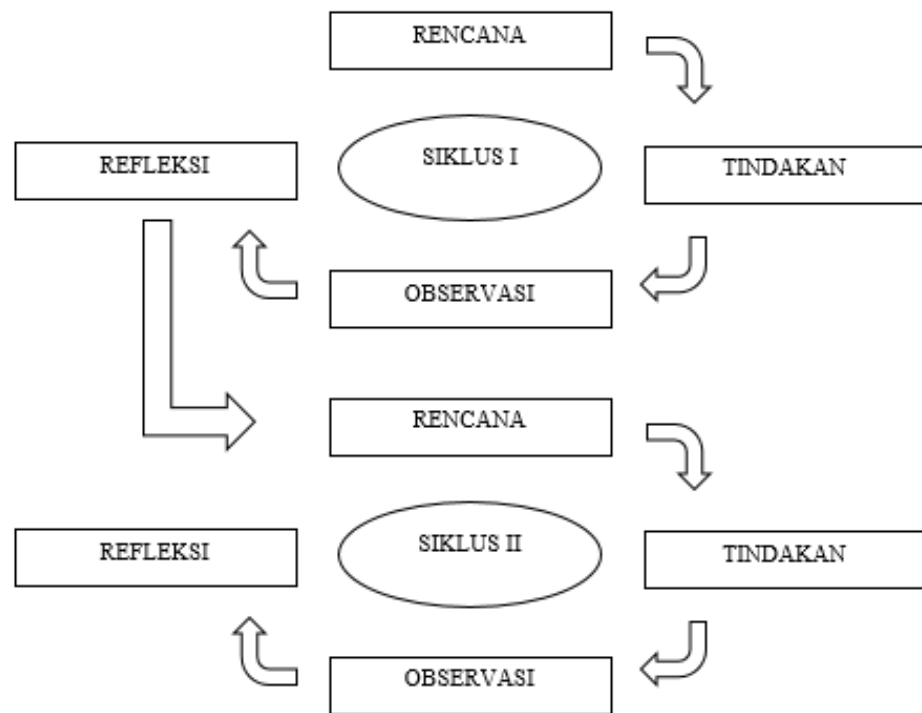 RENCANA
REFLEKSI
SIKLUS I
TINDAKAN
OBSERVASI
RENCANA
REFLEKSI
SIKLUS II
TINDAKAN
OBSERVASI